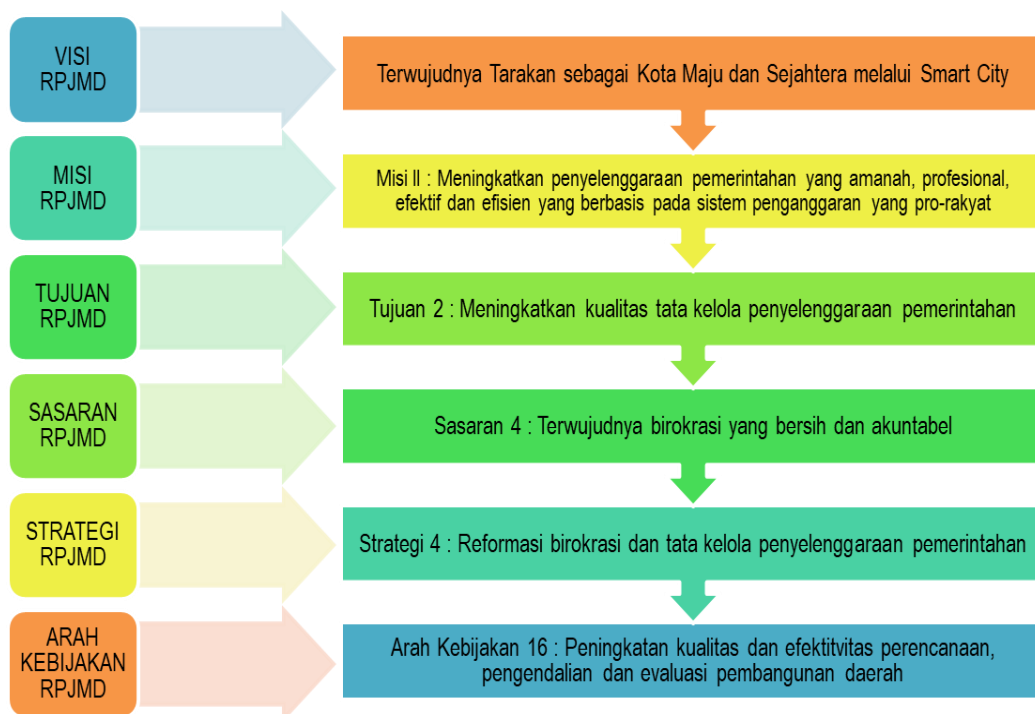 VISI
RPJMD
Terwujudnya Tarakan sebagai Kota Maju dan Sejahtera melalui Smart City
MISI
RPJMD
Misi II : Meningkatkan penyelenggaraan pemerintahan yang amanah, profesional,
efektif dan efisien yang berbasis pada sistem penganggaran yang pro-rakyat
TUJUAN
RPJMD
Tujuan 2 : Meningkatkan kualitas tata kelola penyelenggaraan pemerintahan
SASARAN
RPJMD
Sasaran 4 : Terwujudnya birokrasi yang bersih dan akuntabel
STRATEGI
RPJMD
Strategi 4 : Reformasi birokrasi dan tata kelola penyelenggaraan pemerintahan
ARAH
KEBIJAKAN
RPJMD
Arah Kebijakan 16 : Peningkatan kualitas dan efektitvitas perencanaan,
pengendalian dan evaluasi pembangunan daerah